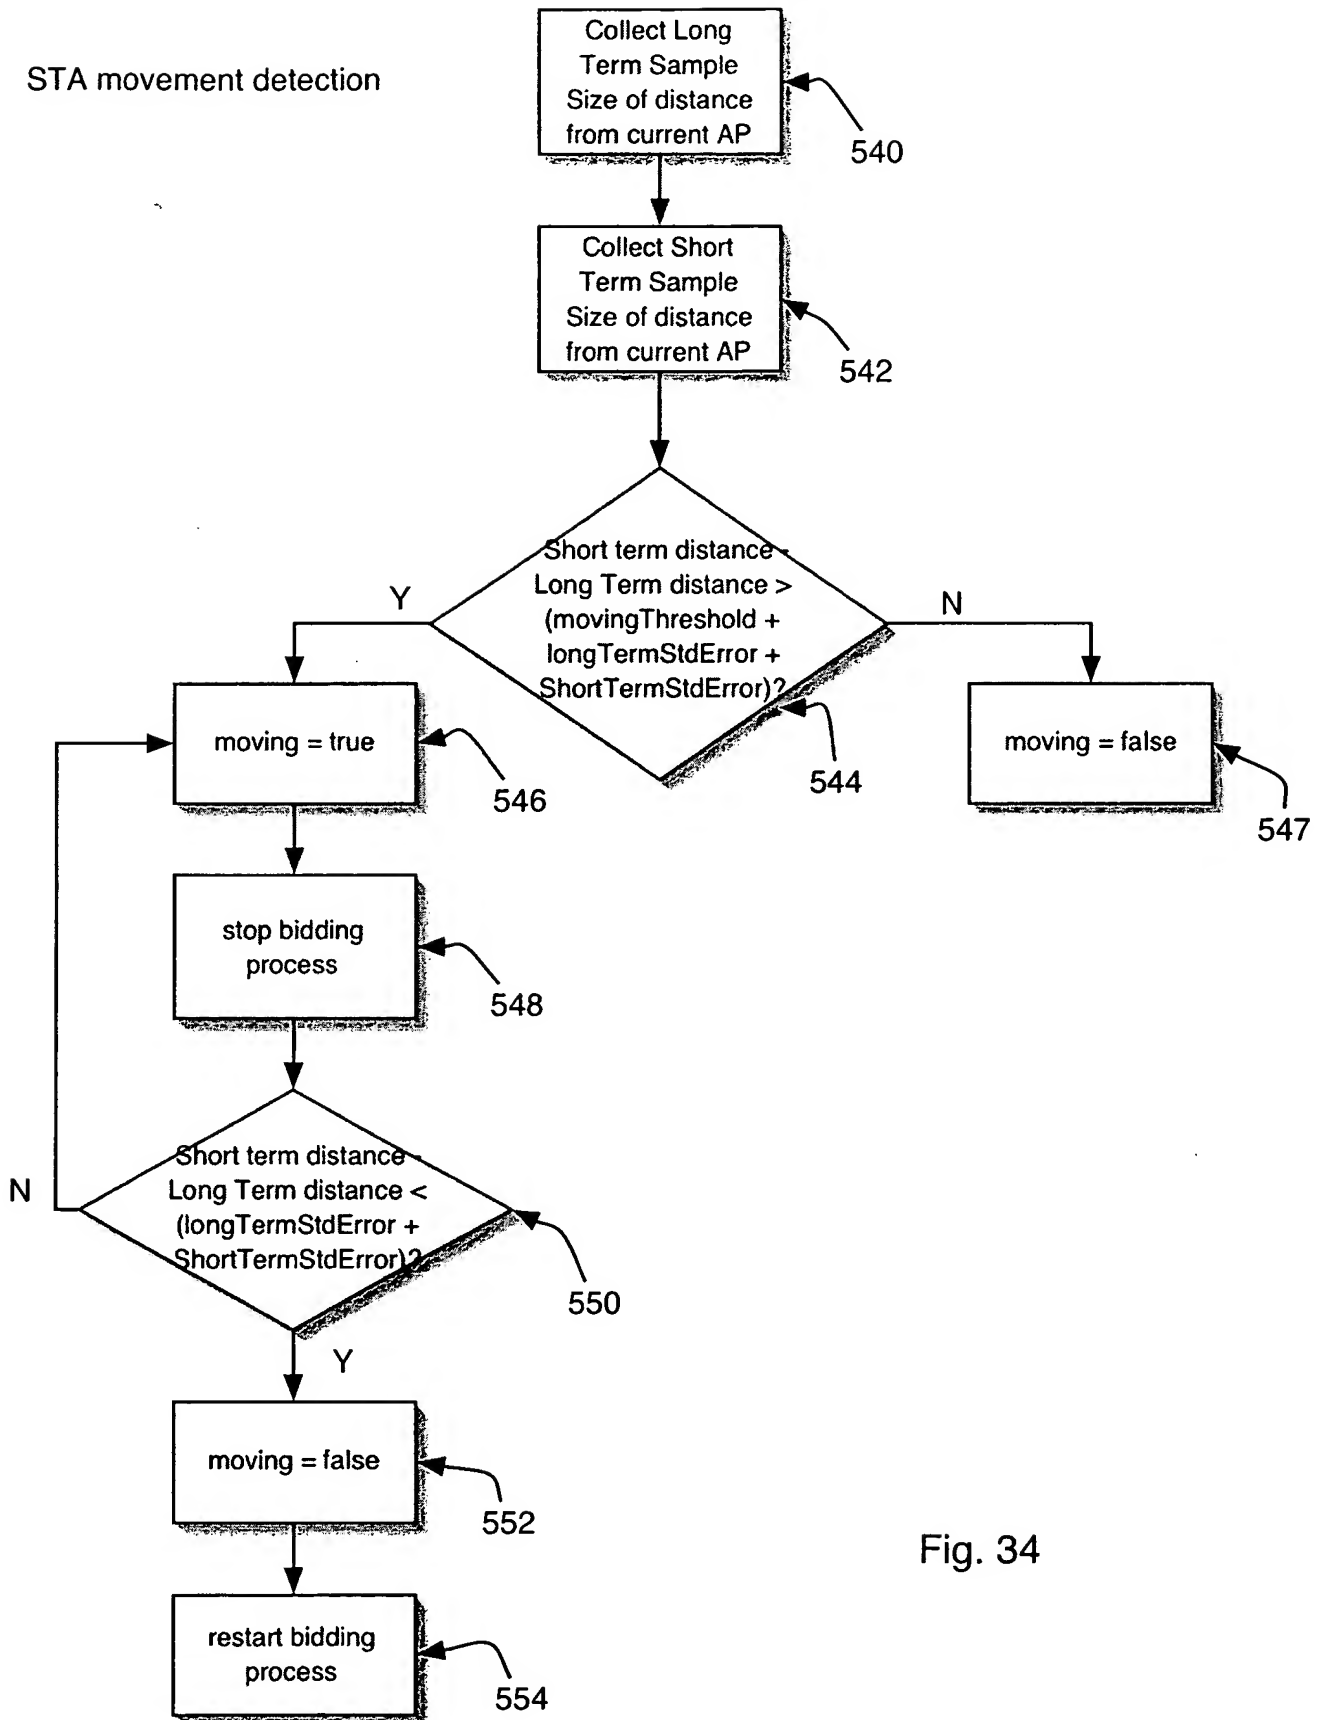 STA movement detection
Collect Long
Term Sample
Size of distance
from current AP
540
Collect Short
Term Sample
Size of distance
from current AP
542
Short term distance -
Long Term distance >
(movingThreshold +
longTermStdError +
ShortTermStdError)?
Y
N
544
moving = true
546
moving = false
547
stop bidding
process
548
Short term distance -
Long Term distance <
(longTermStdError +
ShortTermStdError)?
N
550
Y
moving = false
552
Fig. 34
restart bidding
process
554